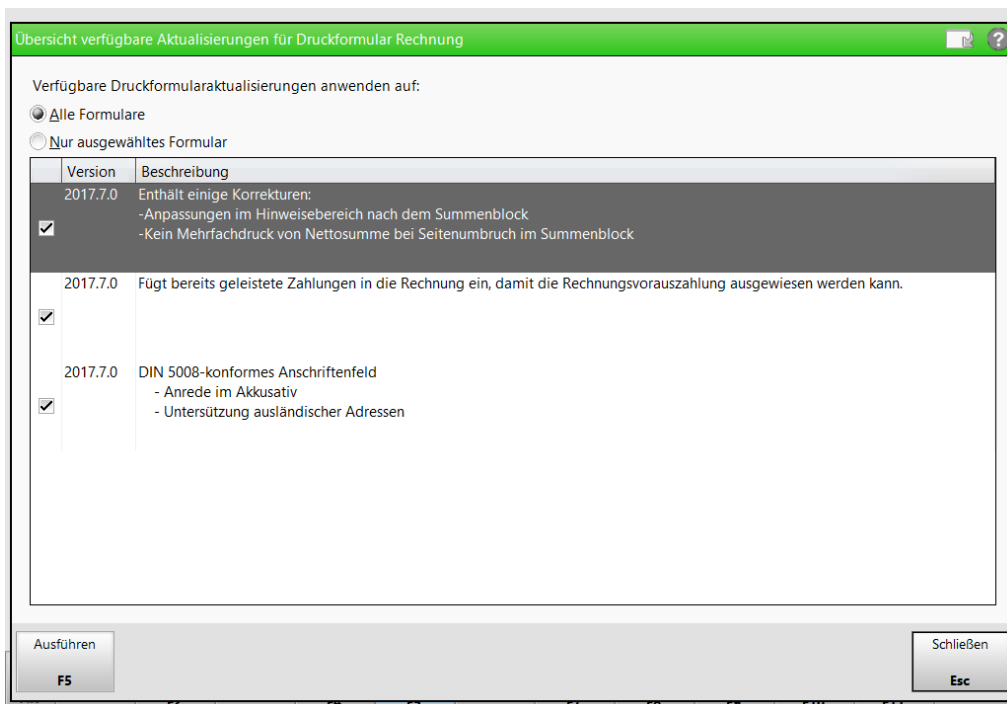 Übersicht verfügbare Aktualisierungen für Druckformular Rechnung
Verfügbare Druckformularaktualisierungen anwenden auf:
Alle Formulare
Nur ausgewähltes Formular
Version Beschreibung
2017.7.0 Enthält einige Korrekturen:
-Anpassungen im Hinweisebereich nach dem Summenblock
-Kein Mehrfachdruck von Nettosumme bei Seitenumbruch im Summenblock
2017.7.0 Fügt bereits geleistete Zahlungen in die Rechnung ein, damit die Rechnungsvorauszahlung ausgewiesen werden kann.
2017.7.0 DIN 5008-konformes Anschriftenfeld
- Anrede im Akkusativ
- Untersützung ausländischer Adressen
Ausführen
F5
Schließen
Esc